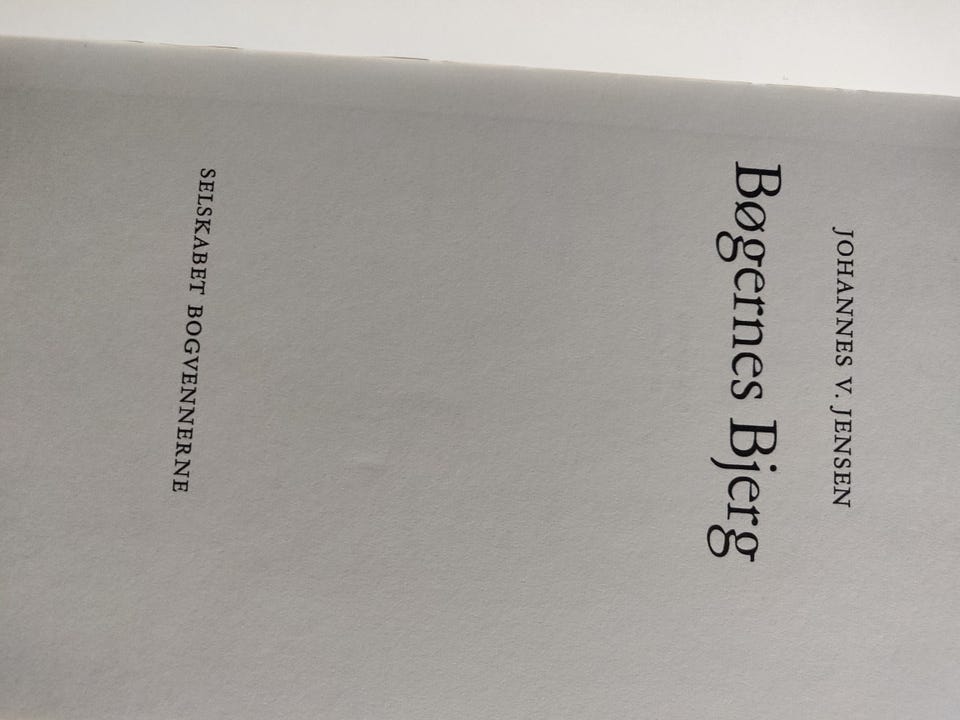 JOHANNES V. JENSEN
Bøgernes Bjerg
SELSKABET BOGVENNERNE